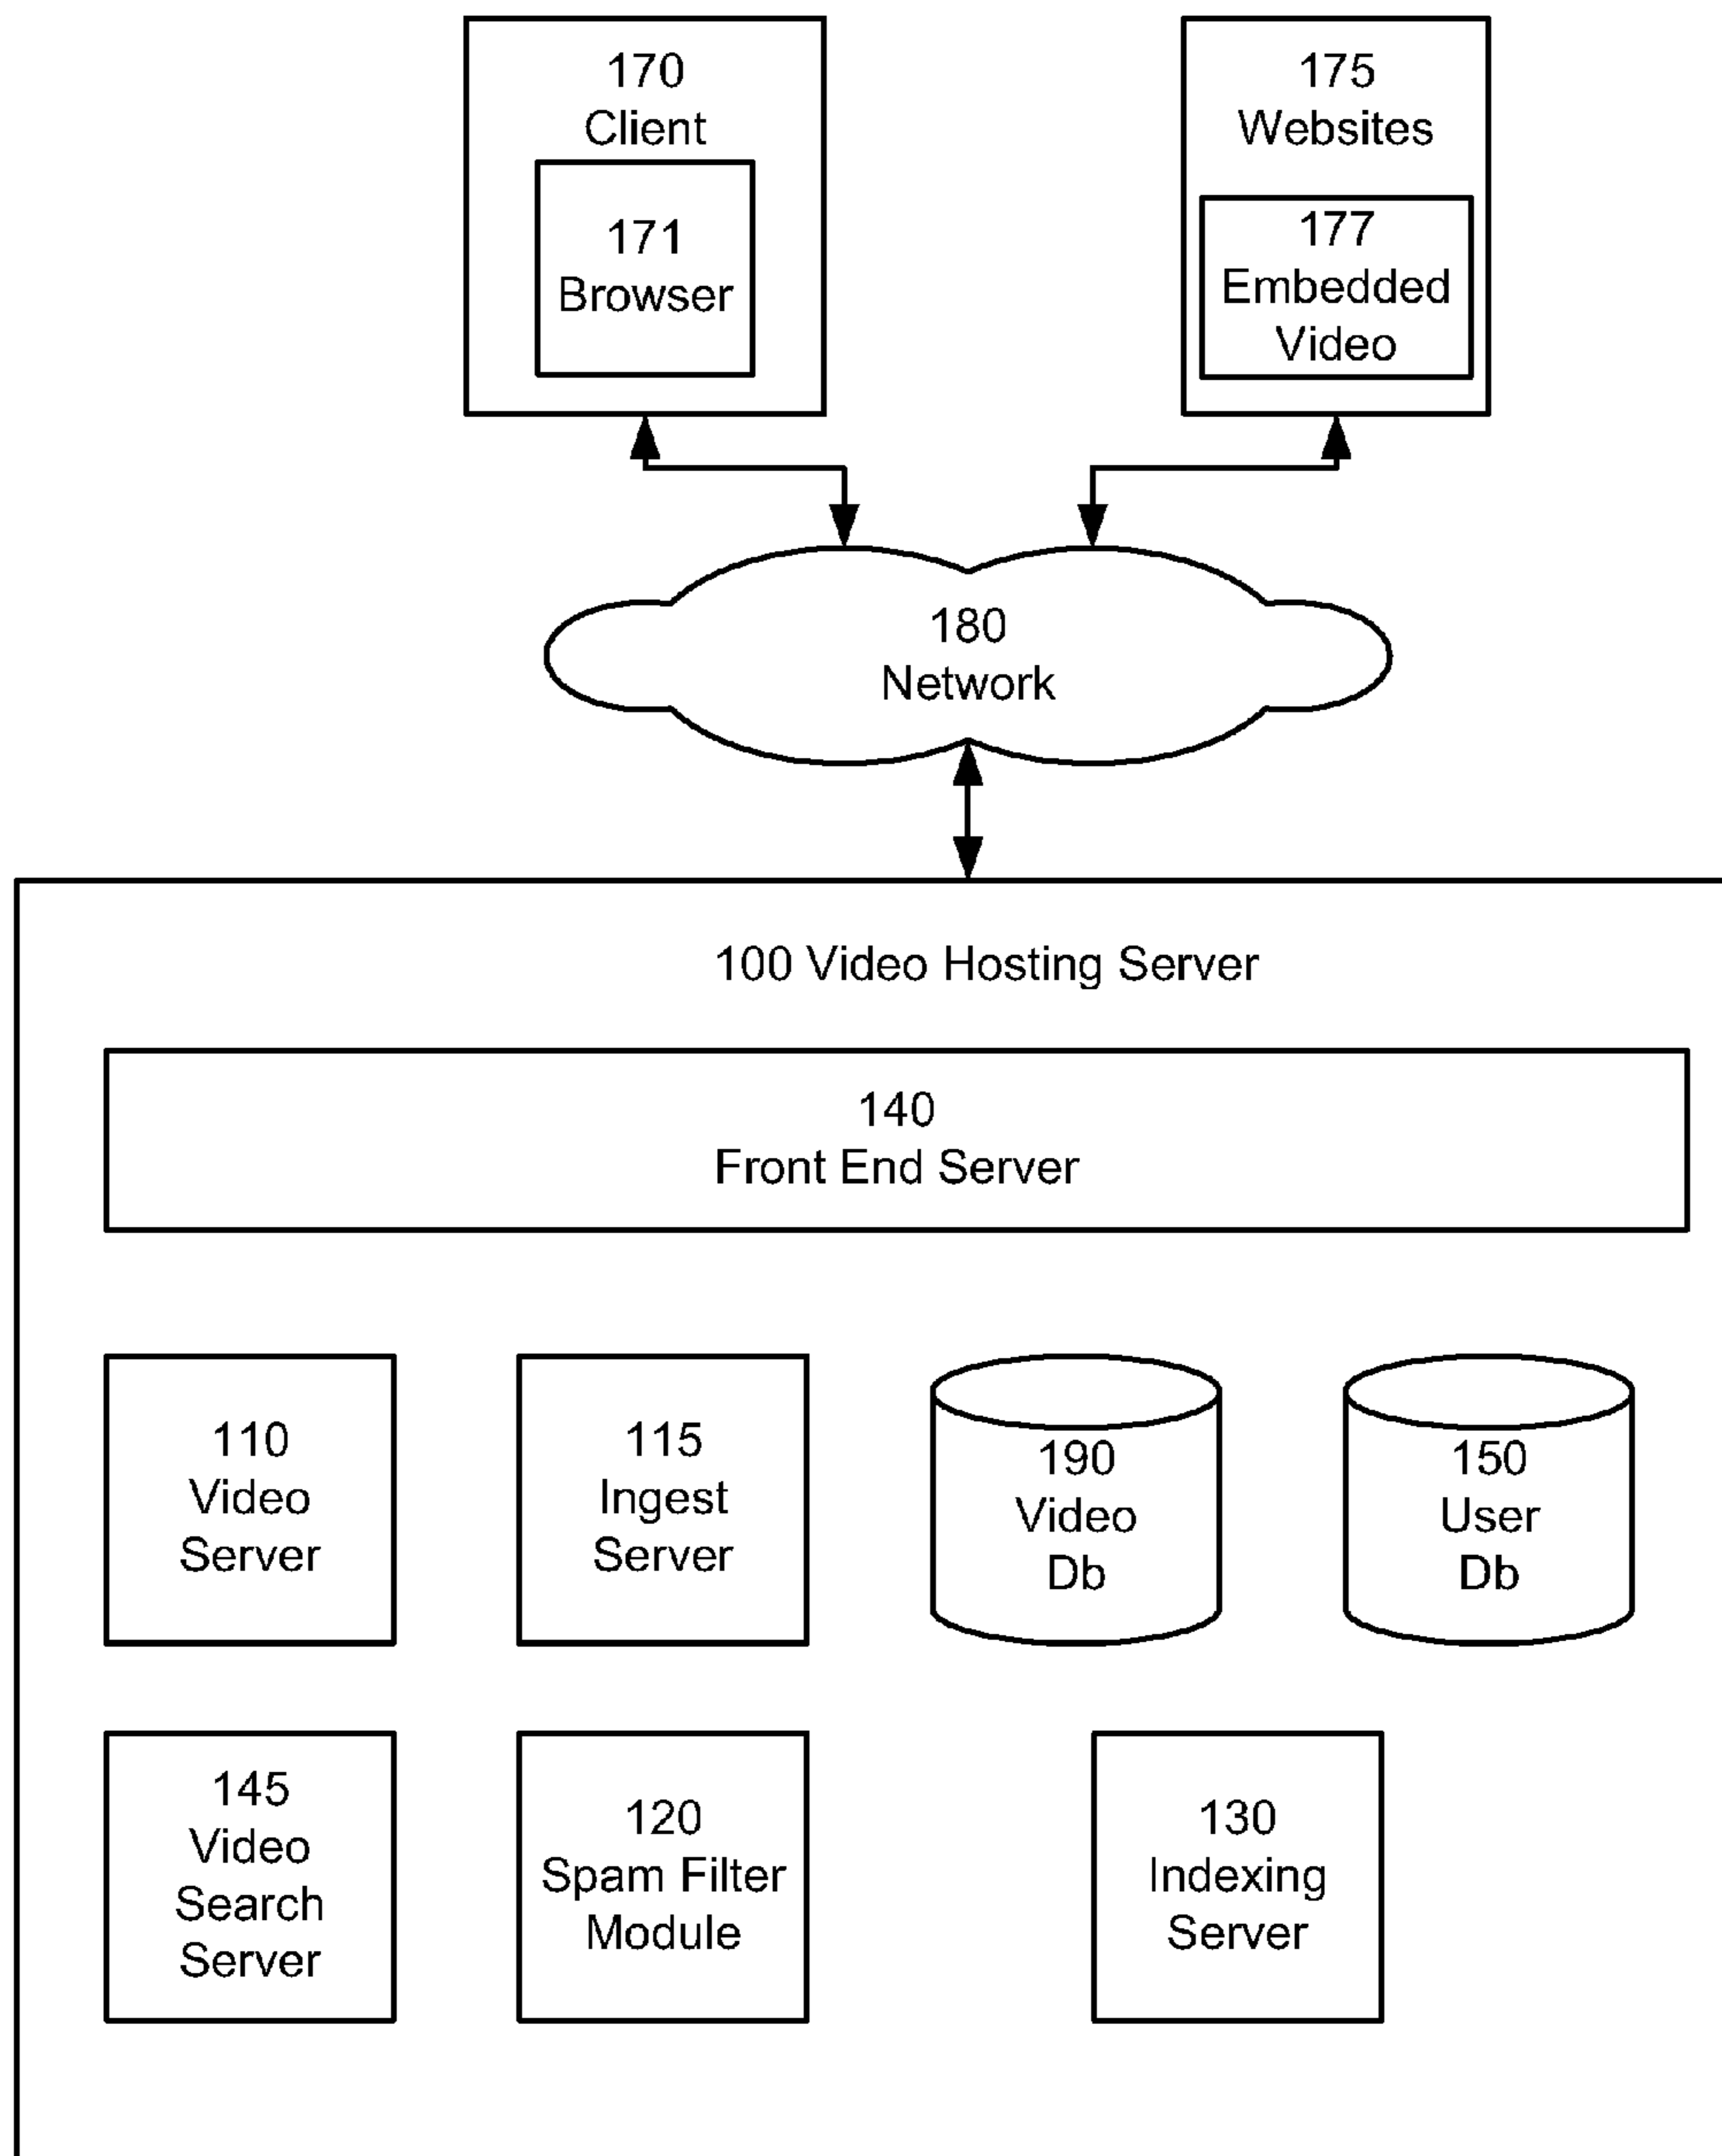 170
Client
171
Browser
175
Websites
177
Embedded
Video
180
Network
100 Video Hosting Server
140
Front End Server
110
Video
Server
115
Ingest
Server
190
Video
Db
150
User
Db
145
Video
Search
Server
120
Spam Filter
Module
130
Indexing
Server